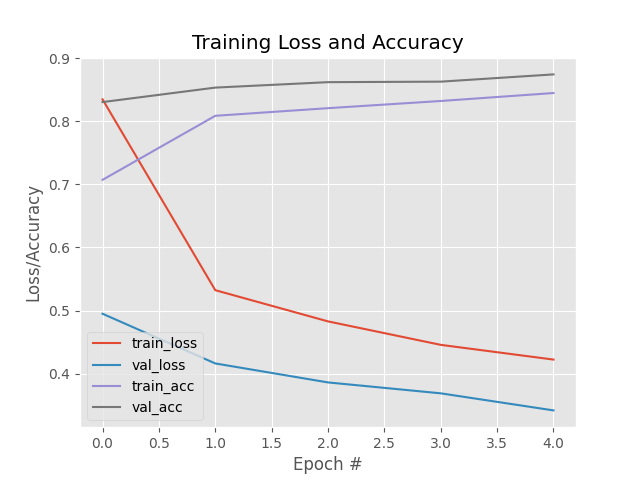 Training Loss and Accuracy
0.9
0.8
0.7
0.6
0.5
0.4
Loss/Accuracy
train_loss
val_loss
train_acc
val_acc
0.0 0.5 1.0 1.5 2.0 2.5 3.0 3.5 4.0
Epoch #